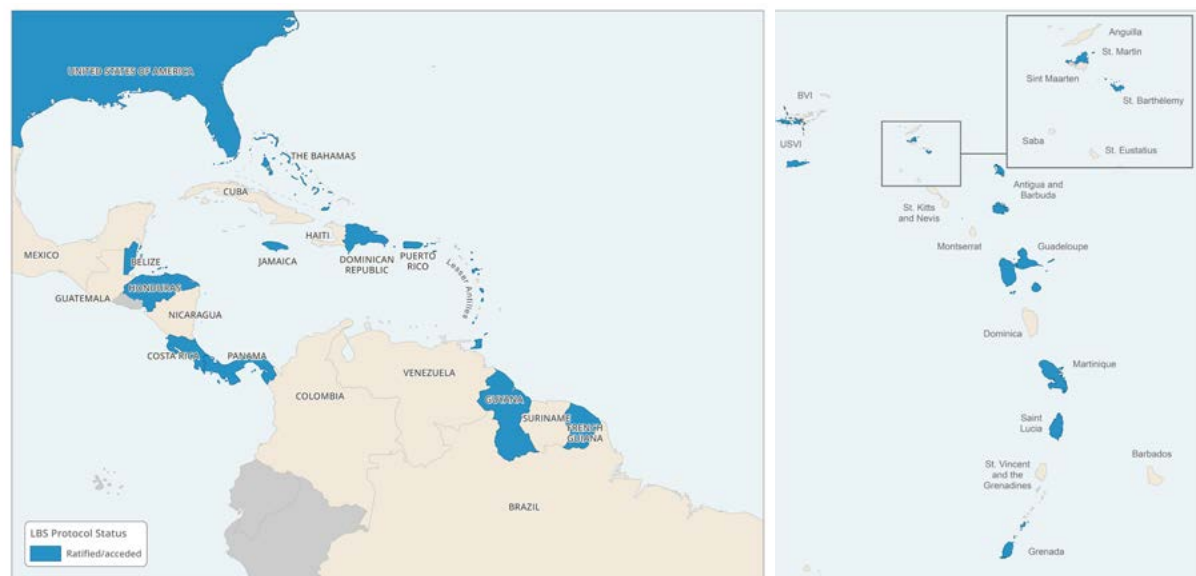 UNITED STATES OF AMERICA
THE BAHAMAS
CUBA
MEXICO
HAITI
JAMAICA
DOMINICAN
REPUBLIC
PUERTO
RICO
BELIZE
Lesser Antilles
GUATEMALA
HONDURAS
NICARAGUA
COSTA RICA
PANAMA
VENEZUELA
COLOMBIA
GUYANA
SURINAME
FRENCH
GUIANA
BRAZIL
LBS Protocol Status
Ratified/acceded
Anguilla
St. Martin
Sint Maarten
St. Barthèlemy
Saba
St. Eustatius
BVI
USVI
Antigua and
Barbuda
St. Kitts
and Nevis
Montserrat
Guadeloupe
Dominica
Martinique
Saint
Lucia
St. Vincent
and the
Grenadines
Barbados
Grenada